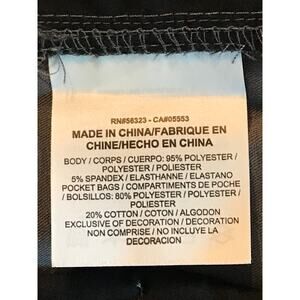 RN#56323 - CA#05553
MADE IN CHINA/FABRIQUE EN
CHINE/HECHO EN CHINA
BODY / CORPS / CUERPO: 95% POLYESTER /
POLYESTER / POLIESTER
5% SPANDEX / ELASTHANNE / ELASTANO
POCKET BAGS / COMPARTIMENTS DE POCHE
/ BOLSILLOS: 80% POLYESTER / POLYESTER /
POLIESTER
20% COTTON / COTON / ALGODON
EXCLUSIVE OF DECORATION / DECORATION
NON COMPRISE / NO INCLUYE LA
DECORACION